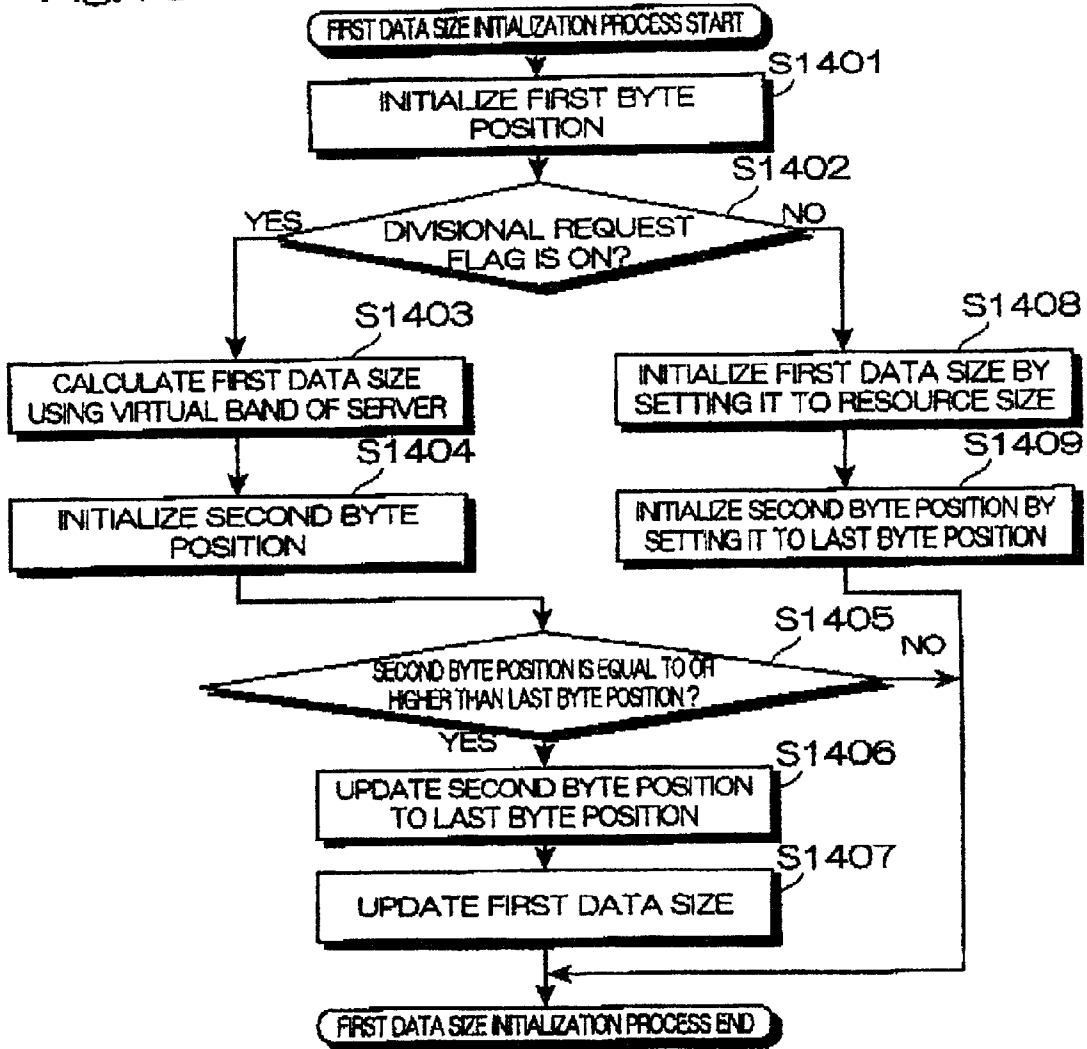 FIRST DATA SIZE INITIALIZATION PROCESS START
S1401
INITIALIZE FIRST BYTE
POSITION
S1402
YES
NO
DIVISIONAL REQUEST
FLAG IS ON?
S1403
S1408
CALCULATE FIRST DATA SIZE
USING VIRTUAL BAND OF SERVER
INITIALIZE FIRST DATA SIZE BY
SETTING IT TO RESOURCE SIZE
S1404
S1409
INITIALIZE SECOND BYTE
POSITION
INITIALIZE SECOND BYTE POSITION BY
SETTING IT TO LAST BYTE POSITION
S1405
NO
SECOND BYTE POSITION IS EQUAL TO OR
HIGHER THAN LAST BYTE POSITION?
YES
S1406
UPDATE SECOND BYTE POSITION
TO LAST BYTE POSITION
S1407
UPDATE FIRST DATA SIZE
FIRST DATA SIZE INITIALIZATION PROCESS END